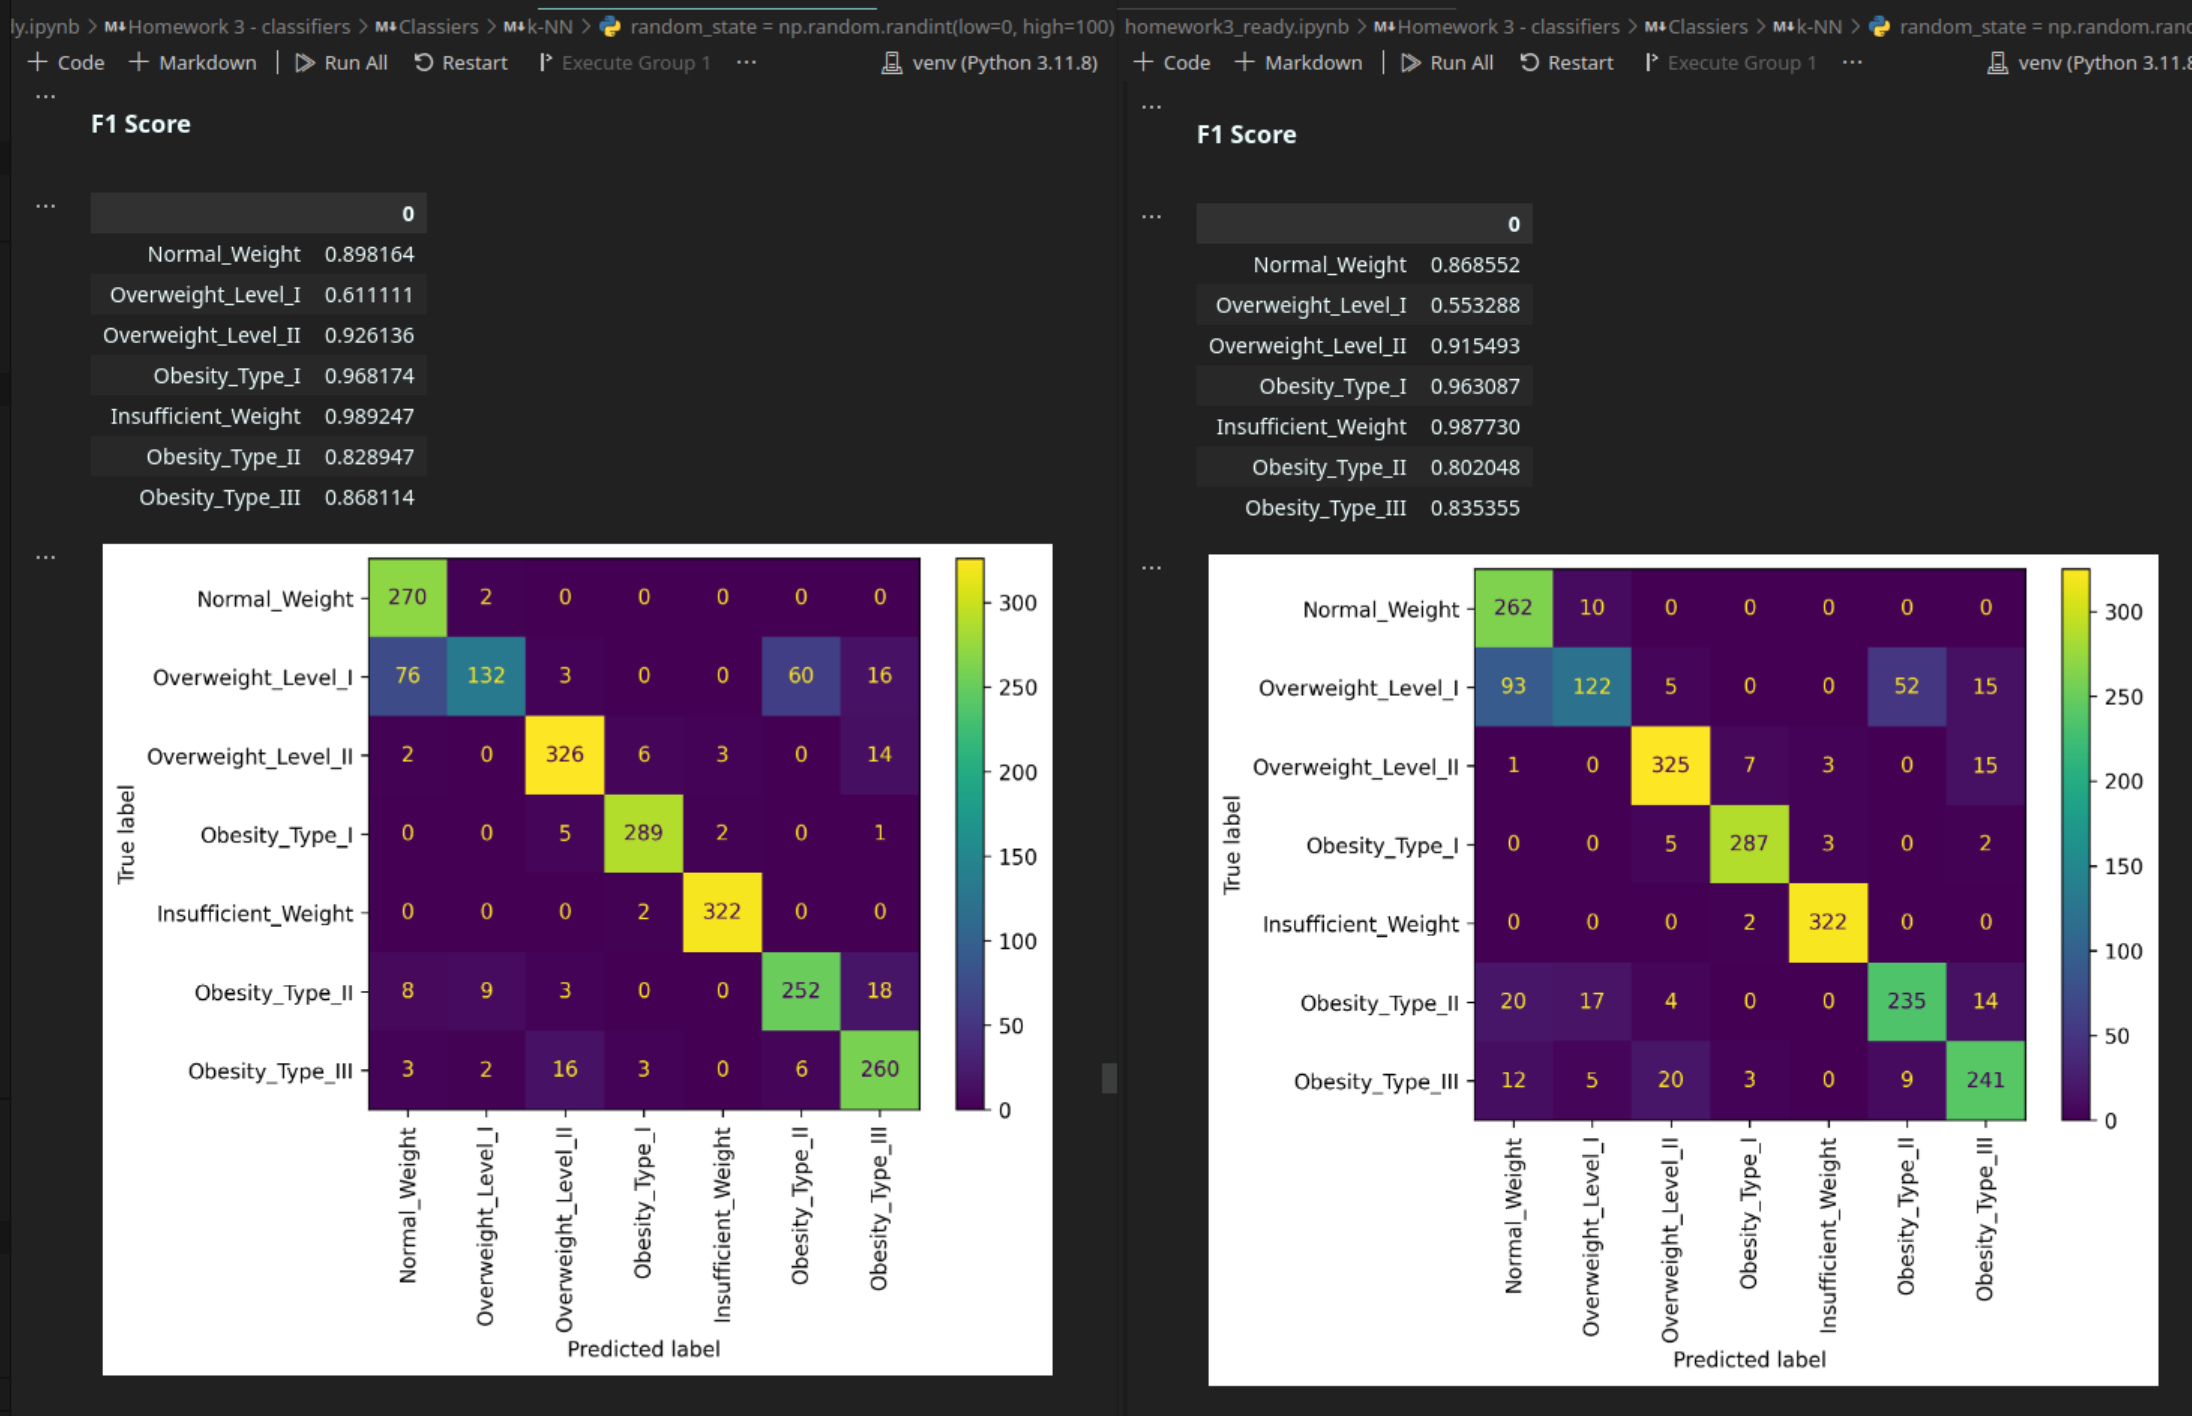 ly.ipynb > M↓Homework 3 - classifiers > M↓Classiers > M↓k-NN > random_state = np.random.randint(low=0, high=100)
+ Code + Markdown | Run All Restart Execute Group 1 ... venv (Python 3.11.8)
...
F1 Score
...
0
Normal_Weight 0.898164
Overweight_Level_I 0.611111
Overweight_Level_II 0.926136
Obesity_Type_I 0.968174
Insufficient_Weight 0.989247
Obesity_Type_II 0.828947
Obesity_Type_III 0.868114
...
True label
Normal_Weight 270 2 0 0 0 0 0
Overweight_Level_I 76 132 3 0 0 60 16
Overweight_Level_II 2 0 326 6 3 0 14
Obesity_Type_I 0 0 5 289 2 0 1
Insufficient_Weight 0 0 0 2 322 0 0
Obesity_Type_II 8 9 3 0 0 252 18
Obesity_Type_III 3 2 16 3 0 6 260
Normal_Weight
Overweight_Level_I
Overweight_Level_II
Obesity_Type_I
Insufficient_Weight
Obesity_Type_II
Obesity_Type_III
Predicted label
300
250
200
150
100
50
0
homework3_ready.ipynb > M↓Homework 3 - classifiers > M↓Classiers > M↓k-NN > random_state = np.random.ranc
+ Code + Markdown | Run All Restart Execute Group 1 ... venv (Python 3.11.8
...
F1 Score
...
0
Normal_Weight 0.868552
Overweight_Level_I 0.553288
Overweight_Level_II 0.915493
Obesity_Type_I 0.963087
Insufficient_Weight 0.987730
Obesity_Type_II 0.802048
Obesity_Type_III 0.835355
...
True label
Normal_Weight 262 10 0 0 0 0 0
Overweight_Level_I 93 122 5 0 0 52 15
Overweight_Level_II 1 0 325 7 3 0 15
Obesity_Type_I 0 0 5 287 3 0 2
Insufficient_Weight 0 0 0 2 322 0 0
Obesity_Type_II 20 17 4 0 0 235 14
Obesity_Type_III 12 5 20 3 0 9 241
Normal_Weight
Overweight_Level_I
Overweight_Level_II
Obesity_Type_I
Insufficient_Weight
Obesity_Type_II
Obesity_Type_III
Predicted label
300
250
200
150
100
50
0